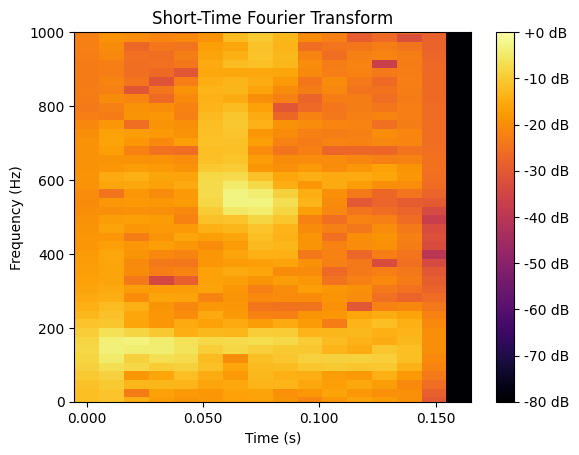 Short-Time Fourier Transform
1000
800
600
400
200
0
Frequency (Hz)
0.000
0.050
0.100
0.150
Time (s)
+0 dB
-10 dB
-20 dB
-30 dB
-40 dB
-50 dB
-60 dB
-70 dB
-80 dB